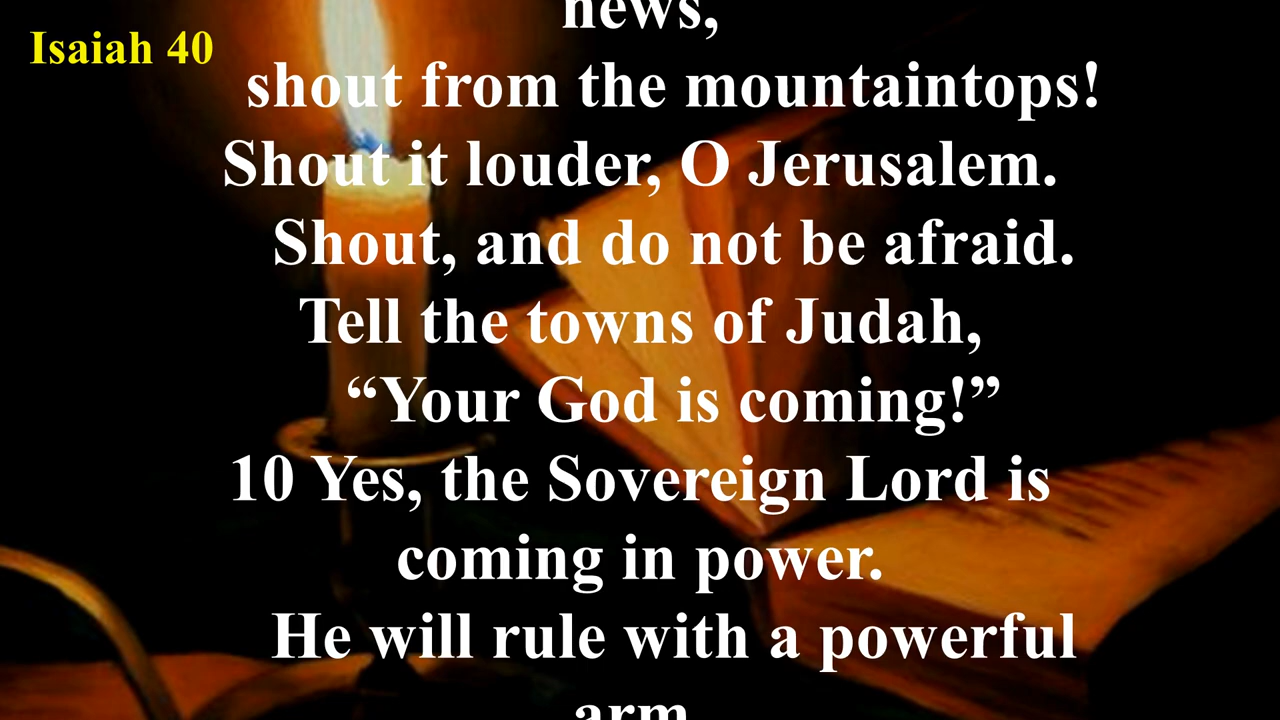 Isaiah 40
news,
shout from the mountaintops!
Shout it louder, O Jerusalem.
Shout, and do not be afraid.
Tell the towns of Judah,
“Your God is coming!”
10 Yes, the Sovereign Lord is
coming in power.
He will rule with a powerful
arm